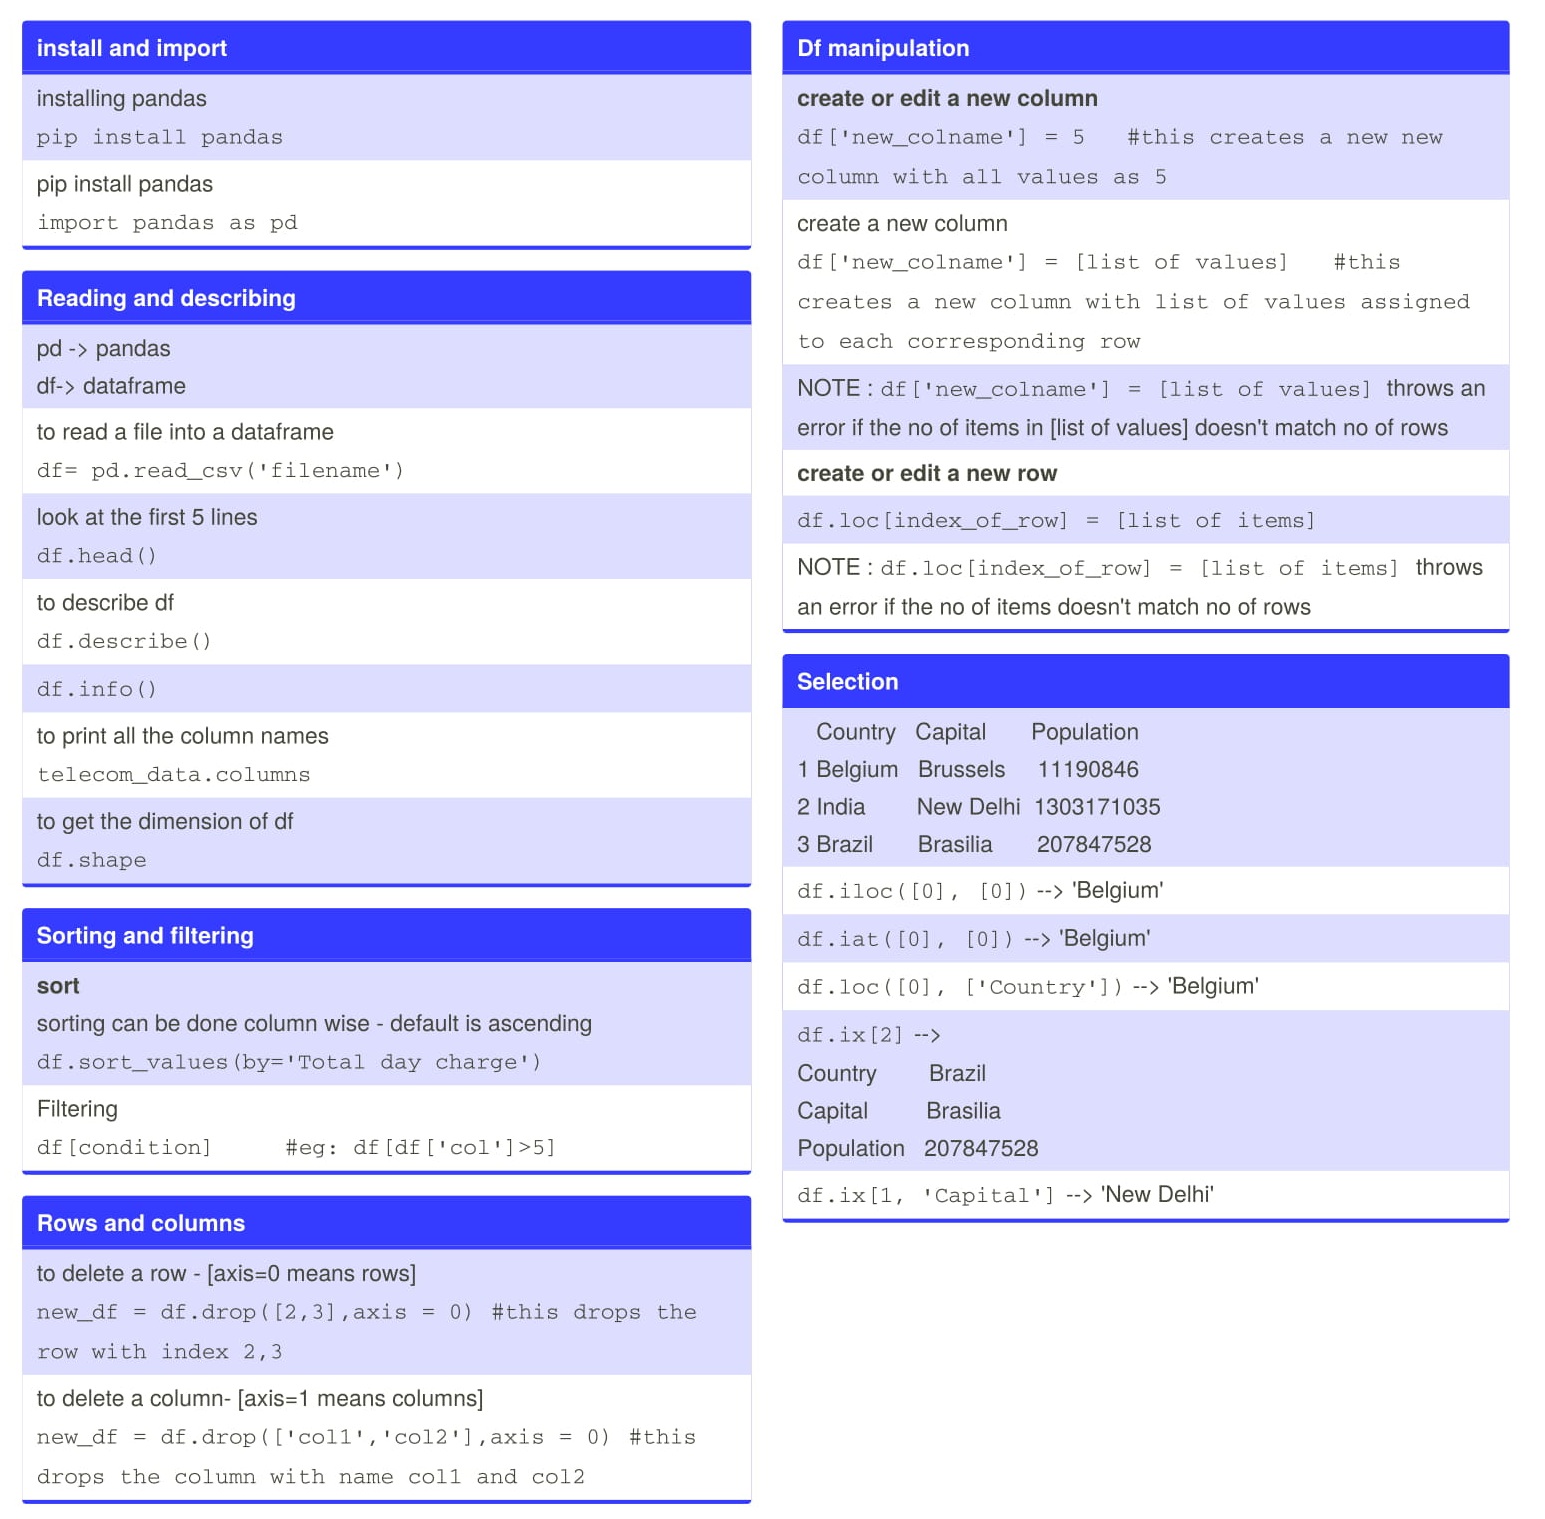 install and import
installing pandas
pip install pandas
pip install pandas
import pandas as pd
Reading and describing
pd -> pandas
df-> dataframe
to read a file into a dataframe
df= pd.read_csv('filename')
look at the first 5 lines
df.head()
to describe df
df.describe()
df.info()
to print all the column names
telecom_data.columns
to get the dimension of df
df.shape
Sorting and filtering
sort
sorting can be done column wise - default is ascending
df.sort_values(by='Total day charge')
Filtering
df[condition] #eg: df[df['col']>5]
Rows and columns
to delete a row - [axis=0 means rows]
new_df = df.drop([2,3],axis = 0) #this drops the
row with index 2,3
to delete a column- [axis=1 means columns]
new_df = df.drop(['col1','col2'],axis = 0) #this
drops the column with name col1 and col2
Df manipulation
create or edit a new column
df['new_colname'] = 5 #this creates a new new
column with all values as 5
create a new column
df['new_colname'] = [list of values] #this
creates a new column with list of values assigned
to each corresponding row
NOTE : df['new_colname'] = [list of values] throws an
error if the no of items in [list of values] doesn't match no of rows
create or edit a new row
df.loc[index_of_row] = [list of items]
NOTE : df.loc[index_of_row] = [list of items] throws
an error if the no of items doesn't match no of rows
Selection
Country Capital Population
1 Belgium Brussels 11190846
2 India New Delhi 1303171035
3 Brazil Brasilia 207847528
df.iloc([0], [0]) --> 'Belgium'
df.iat([0], [0]) --> 'Belgium'
df.loc([0], ['Country']) --> 'Belgium'
df.ix[2] -->
Country Brazil
Capital Brasilia
Population 207847528
df.ix[1, 'Capital'] --> 'New Delhi'